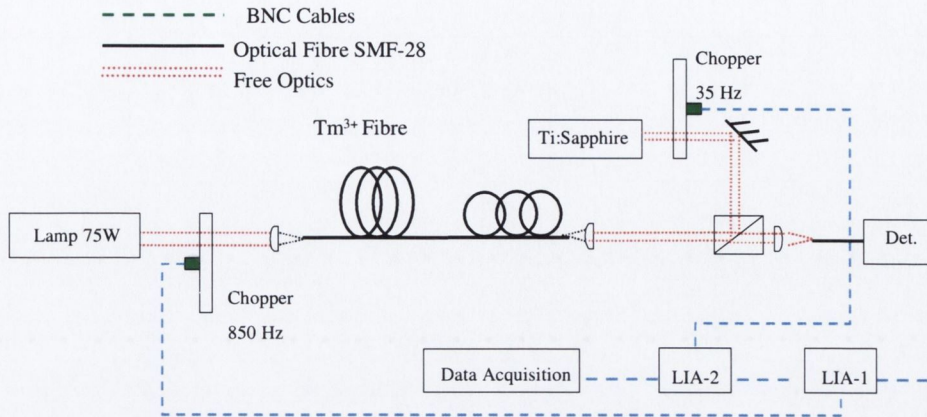 BNC Cables
Optical Fibre SMF-28
Free Optics
Chopper
35 Hz
Tm³⁺ Fibre
Ti:Sapphire
Lamp 75W
Det.
Chopper
850 Hz
Data Acquisition
LIA-2
LIA-1